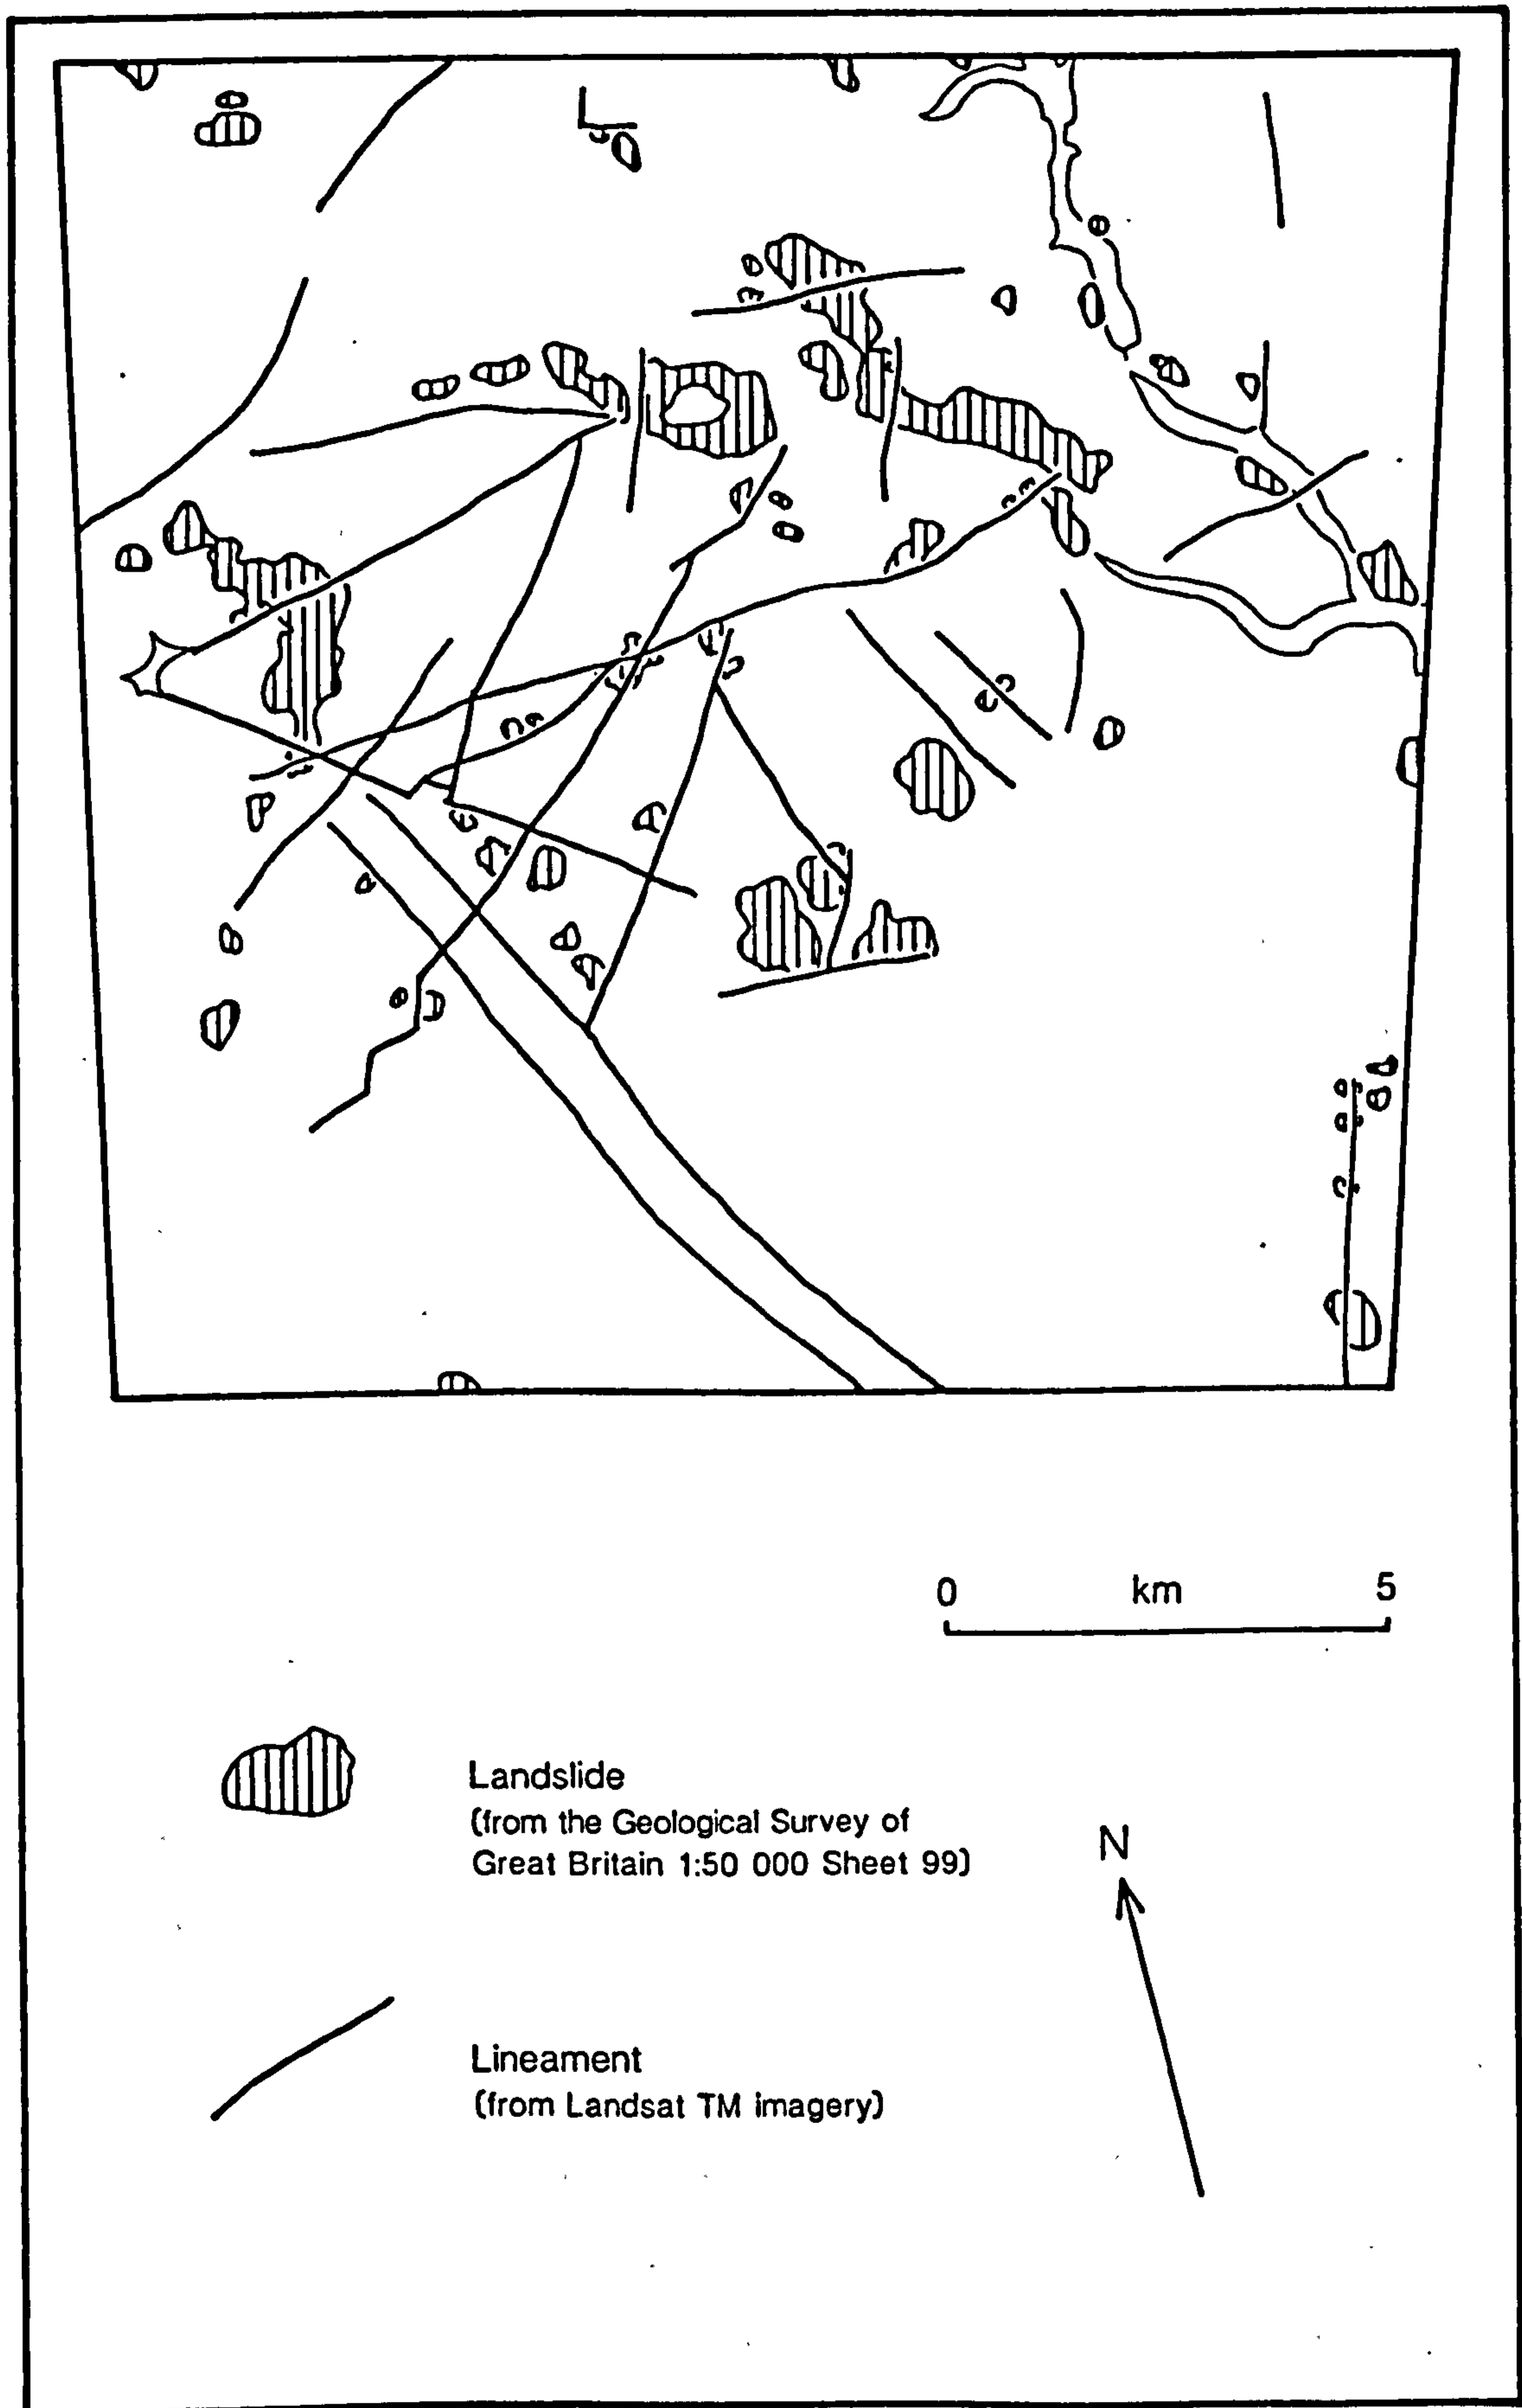 0 km 5
Landslide
(from the Geological Survey of
Great Britain 1:50 000 Sheet 99)
N
Lineament
(from Landsat TM imagery)